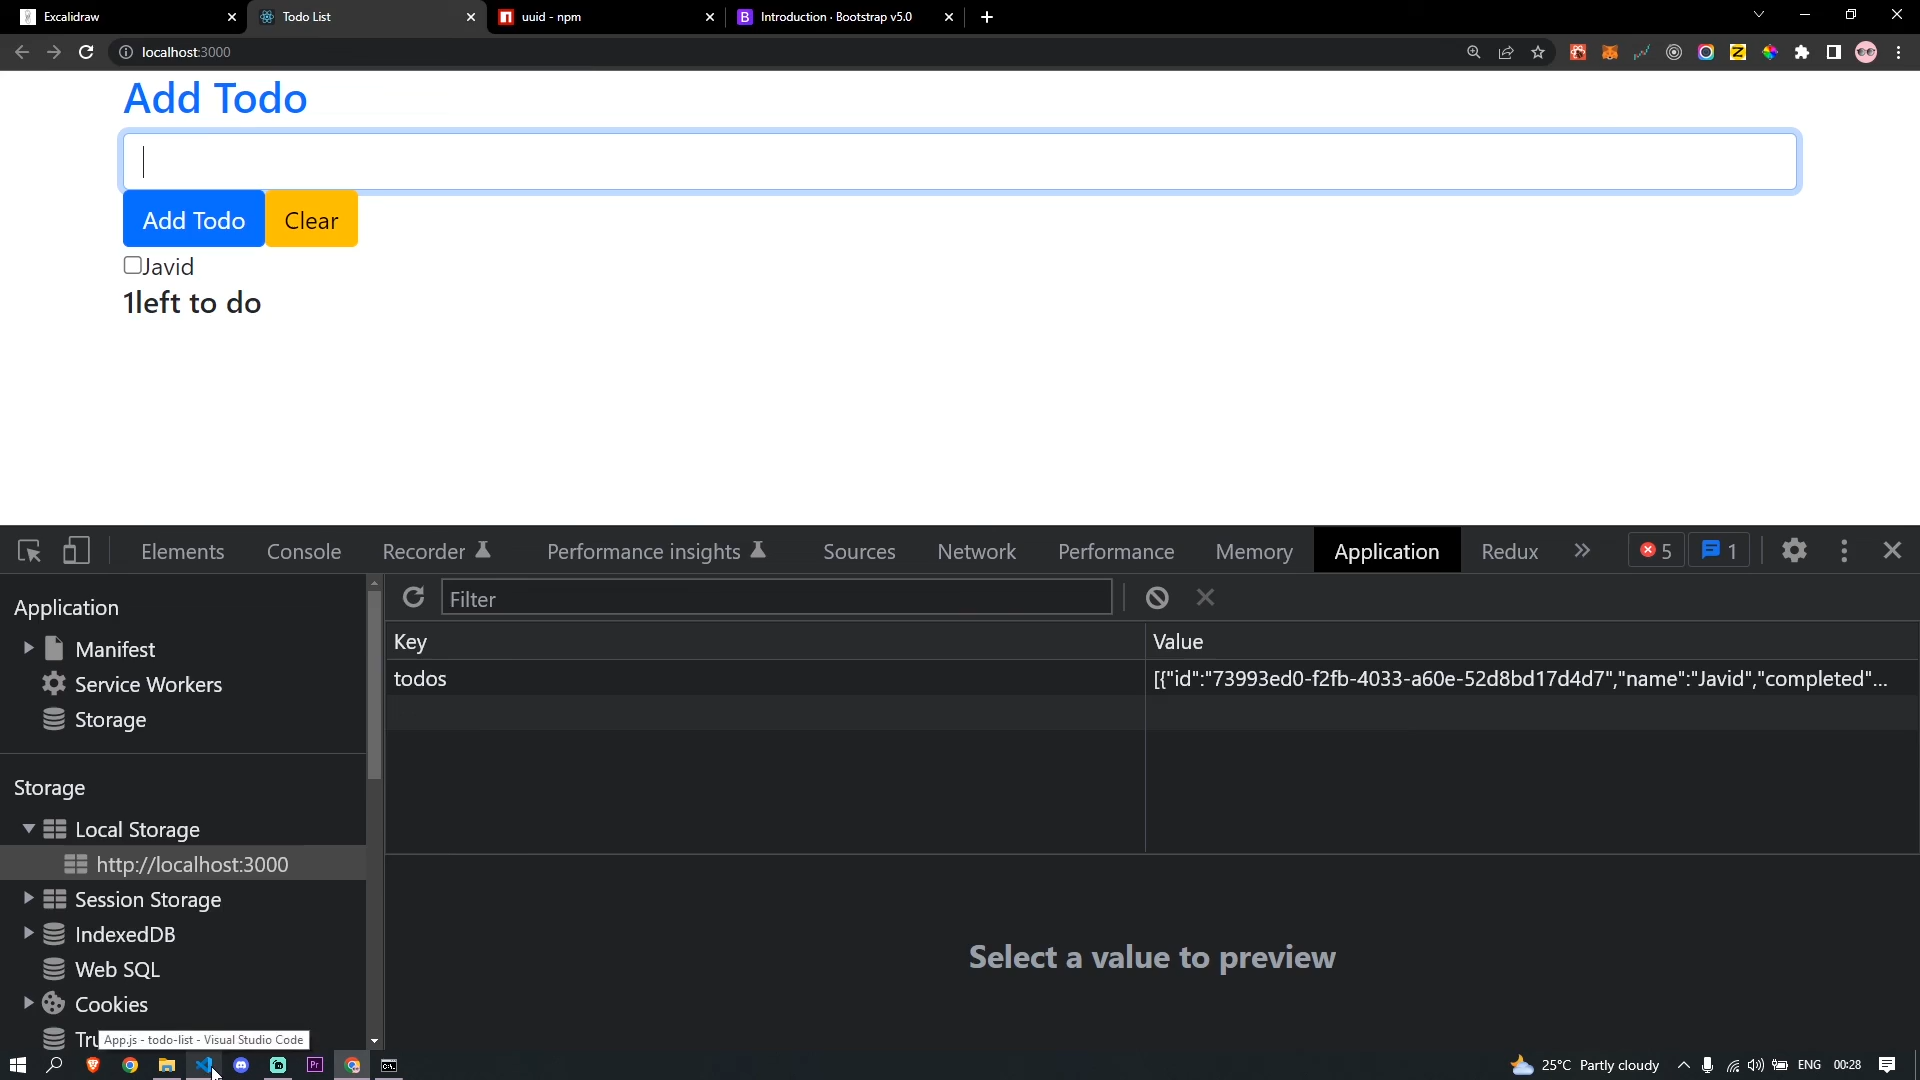 Excalidraw
Todo List
uuid - npm
Introduction · Bootstrap v5.0
localhost:3000
Add Todo
Add Todo
Clear
Javid
1left to do
Elements
Console
Recorder
Performance insights
Sources
Network
Performance
Memory
Application
Redux
5
1
Application
Manifest
Service Workers
Storage
Storage
Local Storage
http://localhost:3000
Session Storage
IndexedDB
Web SQL
Cookies
Tru
App.js - todo-list - Visual Studio Code
Filter
Key
Value
todos
[{"id":"73993ed0-f2fb-4033-a60e-52d8bd17d4d7","name":"Javid","completed"...
Select a value to preview
Pr
25°C Partly cloudy
ENG
00:28